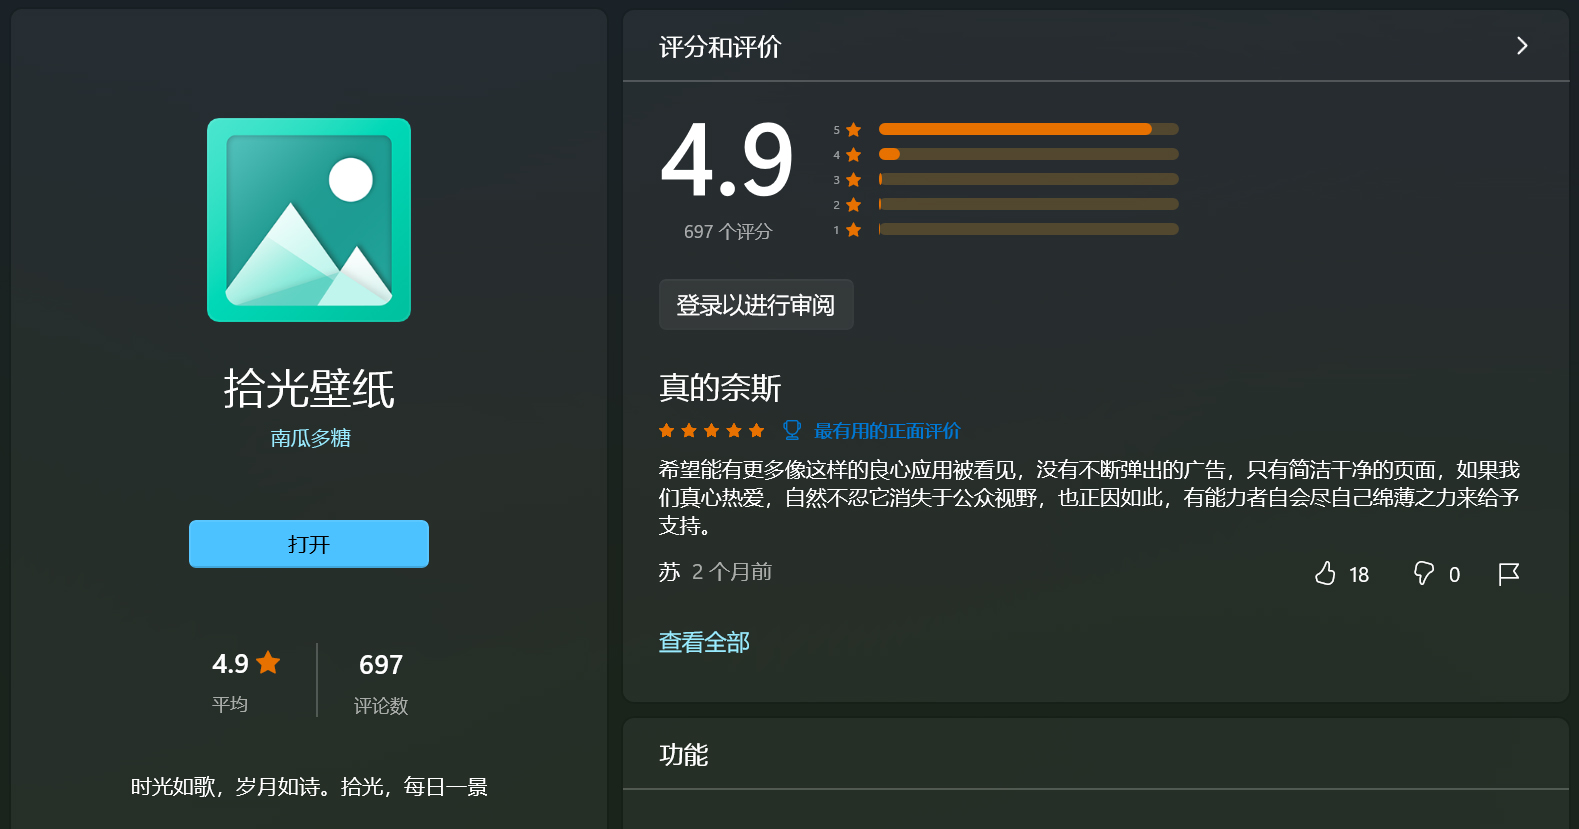 拾光壁纸
南瓜多糖
打开
4.9
697
平均
评论数
时光如歌，岁月如诗。拾光，每日一景
评分和评价
4.9
697 个评分
5
4
3
2
1
登录以进行审阅
真的奈斯
最有用的正面评价
希望能有更多像这样的良心应用被看见，没有不断弹出的广告，只有简洁干净的页面，如果我
们真心热爱，自然不忍它消失于公众视野，也正因如此，有能力者自会尽自己绵薄之力来给予
支持。
苏 2 个月前
18
0
查看全部
功能